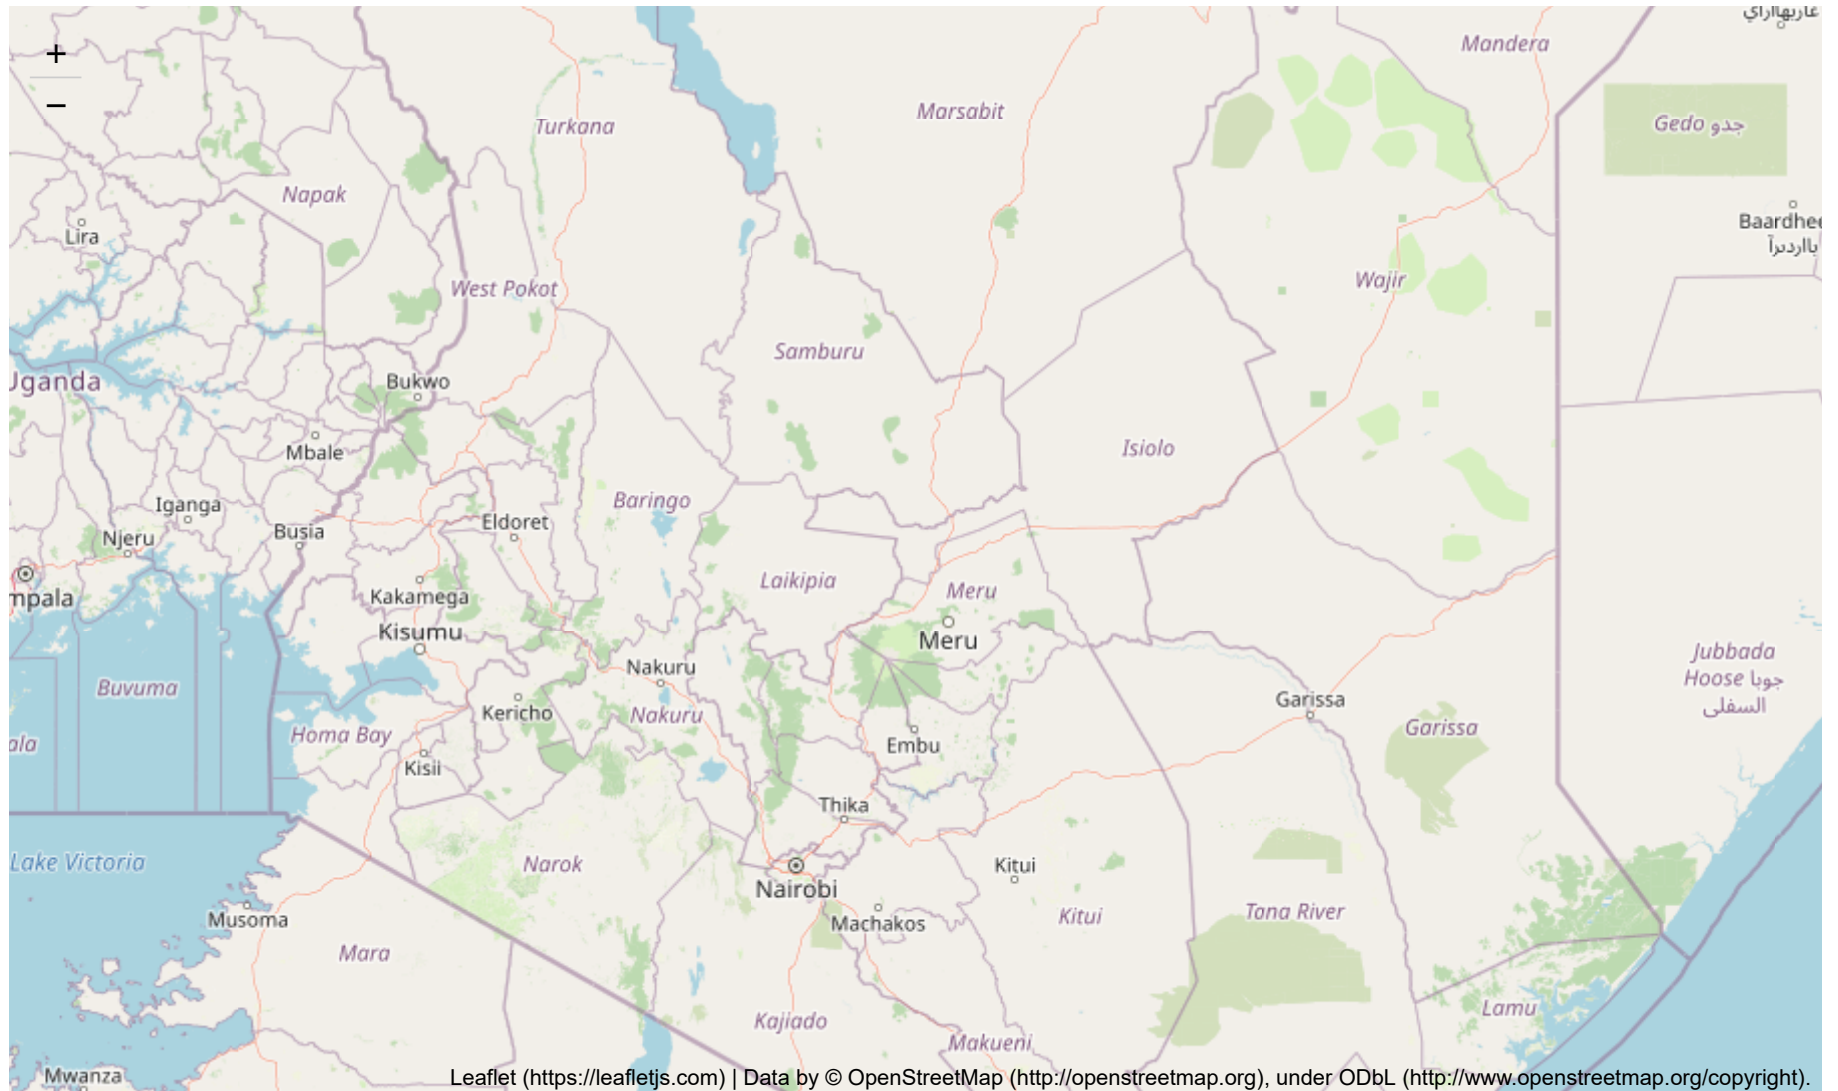 غاربهاراي
+
Mandera
−
Marsabit
Gedo جدو
Turkana
Napak
Baardhee
Lira
باارديرآ
Wajir
West Pokot
Samburu
Uganda
Bukwo
Isiolo
Mbale
Baringo
Iganga
Eldoret
Busia
Njeru
Laikipia
Meru
mpala
Kakamega
Kisumu
Meru
Jubbada
Nakuru
Hoose جوبا
Buvuma
Garissa
السفلى
Kericho
Nakuru
Garissa
Homa Bay
ala
Embu
Kisii
Thika
Lake Victoria
Narok
Kitui
Nairobi
Tana River
Kitui
Musoma
Machakos
Mara
Lamu
Kajiado
Makueni
Mwanza
Leaflet (https://leafletjs.com) | Data by © OpenStreetMap (http://openstreetmap.org), under ODbL (http://www.openstreetmap.org/copyright).